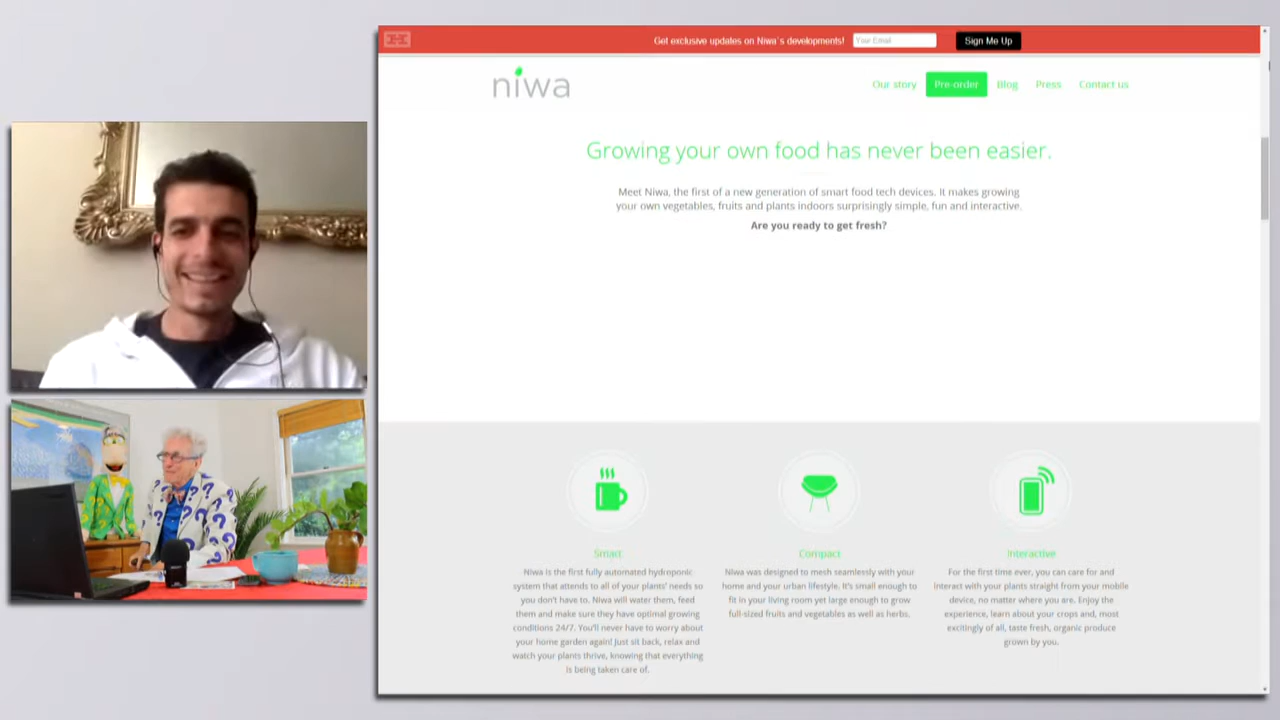 Get exclusive updates on Niwa's developments!
Your Email
Sign Me Up
niwa
Our story
Pre-order
Blog
Press
Contact us
Growing your own food has never been easier.
Meet Niwa, the first of a new generation of smart food tech devices. It makes growing
your own vegetables, fruits and plants indoors surprisingly simple, fun and interactive.
Are you ready to get fresh?
Smart
Niwa is the first fully automated hydroponic
system that attends to all of your plants' needs so
you don't have to. Niwa will water them, feed
them and make sure they have optimal growing
conditions 24/7. You'll never have to worry about
your home garden again! Just sit back, relax and
watch your plants thrive, knowing that everything
is being taken care of.
Compact
Niwa was designed to mesh seamlessly with your
home and your urban lifestyle. It's small enough to
fit in your living room yet large enough to grow
full-sized fruits and vegetables as well as herbs.
Interactive
For the first time ever, you can care for and
interact with your plants straight from your mobile
device, no matter where you are. Enjoy the
experience, learn about your crops and, most
excitingly of all, taste fresh, organic produce
grown by you.